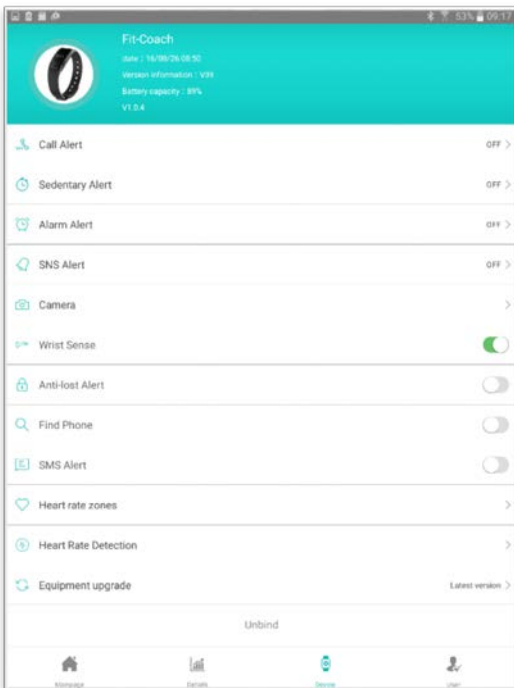 53% 09:17
Fit-Coach
date : 16/09/26 08:50
Version information : V39
Battery capacity : 89%
V1.0.4
Call Alert OFF
Sedentary Alert OFF
Alarm Alert OFF
SNS Alert OFF
Camera
Wrist Sense
Anti-lost Alert
Find Phone
SMS Alert
Heart rate zones
Heart Rate Detection
Equipment upgrade Latest version
Unbind
Details Device User